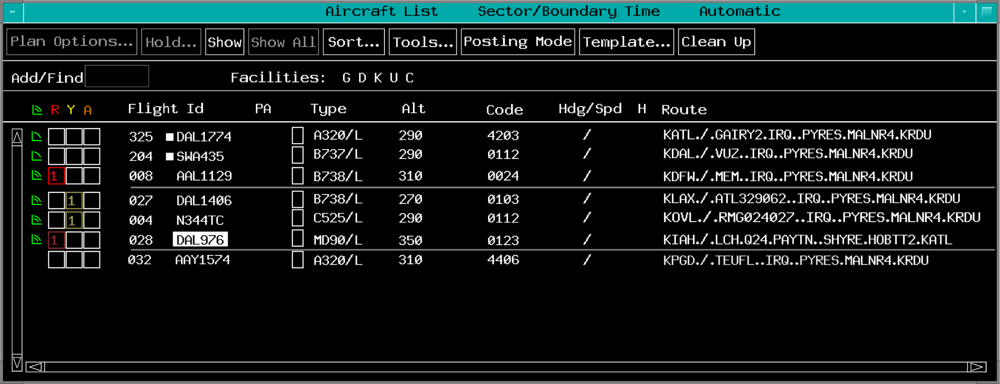 Aircraft List Sector/Boundary Time Automatic
Plan Options... Hold... Show Show All Sort... Tools... Posting Mode Template... Clean Up
Add/Find Facilities: G D K U C
R Y A Flight Id PA Type Alt Code Hdg/Spd H Route
325 DAL1774 A320/L 290 4203 / KATL./.GAIRY2.IRQ..PYRES.MALNR4.KRDU
204 SWA435 B737/L 290 0112 / KDAL./.VUZ..IRQ..PYRES.MALNR4.KRDU
1 008 AAL1129 B738/L 310 0024 / KDFW./.MEM..IRQ..PYRES.MALNR4.KRDU
1 027 DAL1406 B738/L 270 0103 / KLAX./.ATL329062..IRQ..PYRES.MALNR4.KRDU
1 004 N344TC C525/L 290 0112 / KOVL./.RMG024027..IRQ..PYRES.MALNR4.KRDU
1 028 DAL976 MD90/L 350 0123 / KIAH./.LCH.Q24.PAYTN..SHYRE.HOBTT2.KATL
032 AAY1574 A320/L 310 4406 / KPGD./.TEUFL..IRQ..PYRES.MALNR4.KRDU